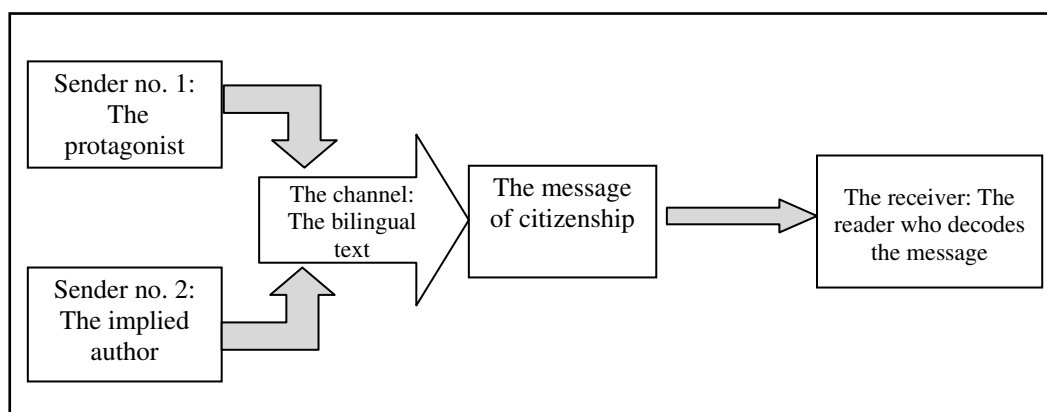 Sender no. 1:
The
protagonist
The channel:
The bilingual
text
Sender no. 2:
The implied
author
The message
of citizenship
The receiver: The
reader who decodes
the message